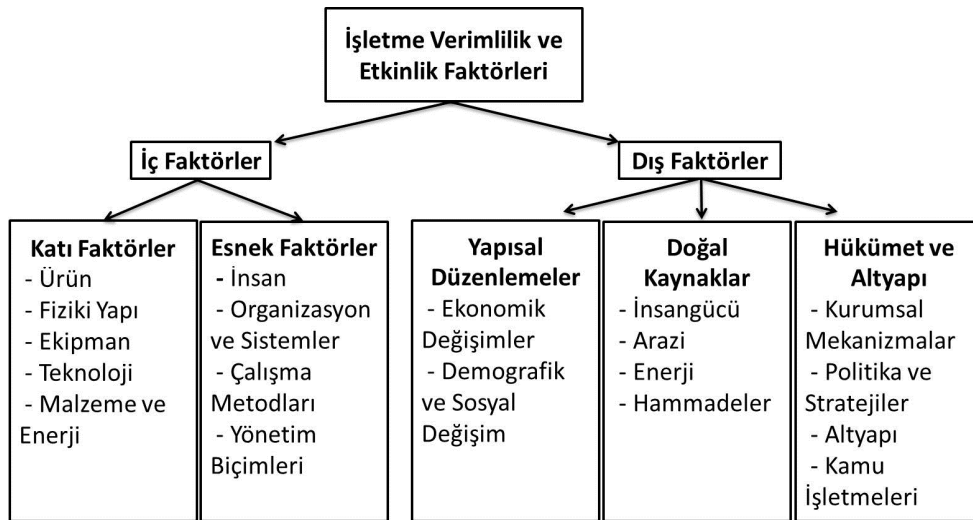 İşletme Verimlilik ve
Etkinlik Faktörleri
İç Faktörler
Dış Faktörler
Katı Faktörler
- Ürün
- Fiziki Yapı
- Ekipman
- Teknoloji
- Malzeme ve
Enerji
Esnek Faktörler
- İnsan
- Organizasyon
ve Sistemler
- Çalışma
Metodları
- Yönetim
Biçimleri
Yapısal
Düzenlemeler
- Ekonomik
Değişimler
- Demografik
ve Sosyal
Değişim
Doğal
Kaynaklar
- İnsangücü
- Arazi
- Enerji
- Hammadeler
Hükümet ve
Altyapı
- Kurumsal
Mekanizmalar
- Politika ve
Stratejiler
- Altyapı
- Kamu
İşletmeleri